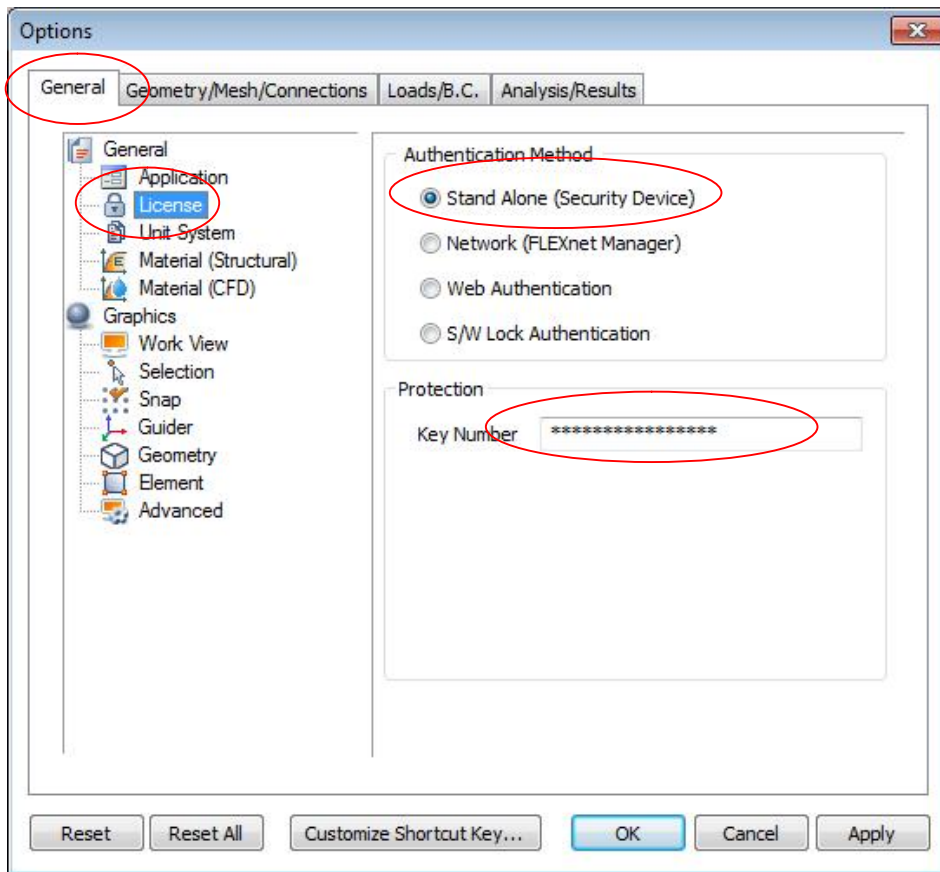 Options
General Geometry/Mesh/Connections Loads/B.C. Analysis/Results
General
Application
License
Unit System
Material (Structural)
Material (CFD)
Graphics
Work View
Selection
Snap
Guider
Geometry
Element
Advanced
Authentication Method
Stand Alone (Security Device)
Network (FLEXnet Manager)
Web Authentication
S/W Lock Authentication
Protection
Key Number ****************
Reset Reset All Customize Shortcut Key... OK Cancel Apply